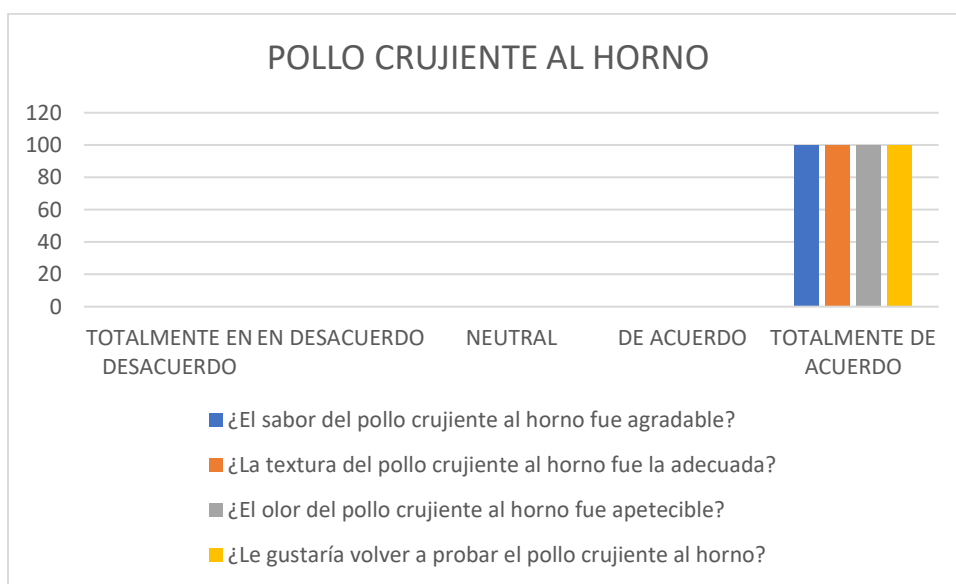 POLLO CRUJIENTE AL HORNO
120
100
80
60
40
20
0
TOTALMENTE EN DESACUERDO
EN DESACUERDO
NEUTRAL
DE ACUERDO
TOTALMENTE DE ACUERDO
¿El sabor del pollo crujiente al horno fue agradable?
¿La textura del pollo crujiente al horno fue la adecuada?
¿El olor del pollo crujiente al horno fue apetecible?
¿Le gustaría volver a probar el pollo crujiente al horno?